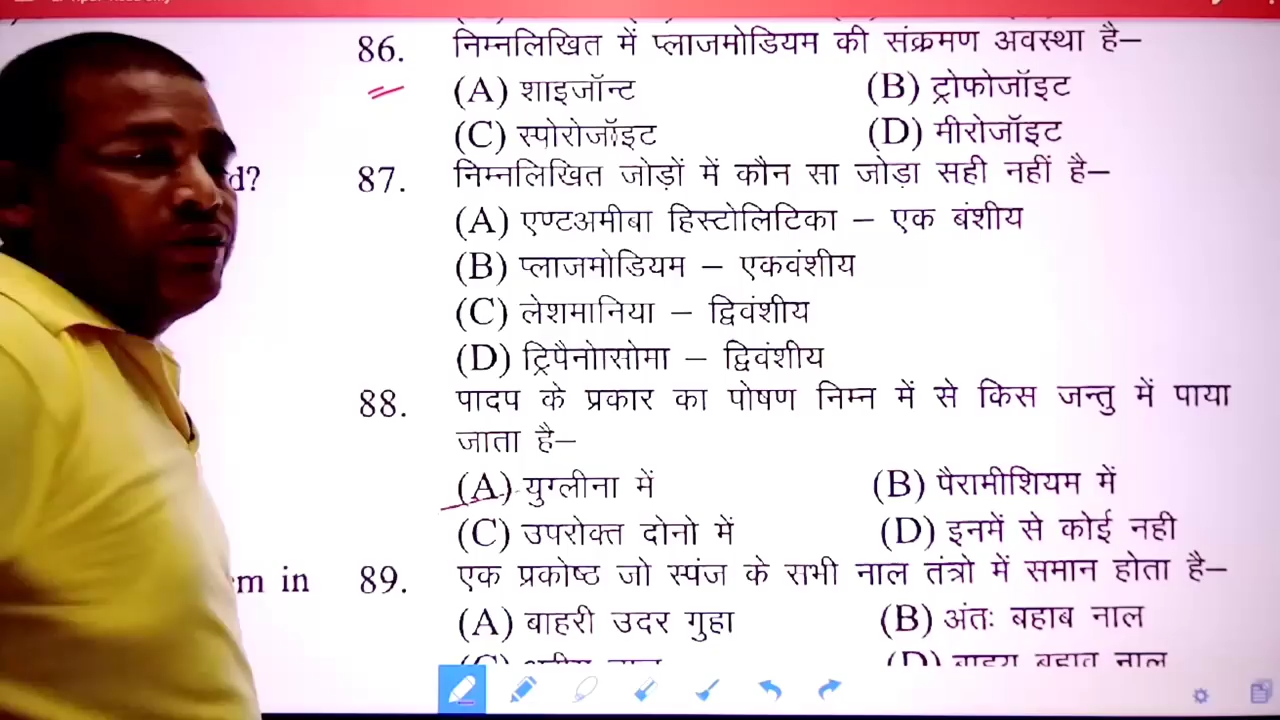 86. निम्नलिखित में प्लाजमोडियम की संक्रमण अवस्था है–
(A) शाइजॉन्ट (B) ट्रोफोजॉइट
(C) स्पोरोजॉइट (D) मीरोजॉइट
d? 87. निम्नलिखित जोड़ों में कौन सा जोड़ा सही नहीं है–
(A) एण्टअमीबा हिस्टोलिटिका – एक बंशीय
(B) प्लाजमोडियम – एकवंशीय
(C) लेशमानिया – द्विवंशीय
(D) ट्रिपैनोासोमा – द्विवंशीय
88. पादप के प्रकार का पोषण निम्न में से किस जन्तु में पाया
जाता है–
(A) युग्लीना में (B) पैरामीशियम में
(C) उपरोक्त दोनो में (D) इनमें से कोई नही
em in 89. एक प्रकोष्ठ जो स्पंज के सभी नाल तंत्रो में समान होता है–
(A) बाहरी उदर गुहा (B) अंतः बहाब नाल
(C) नाल (D) नाल